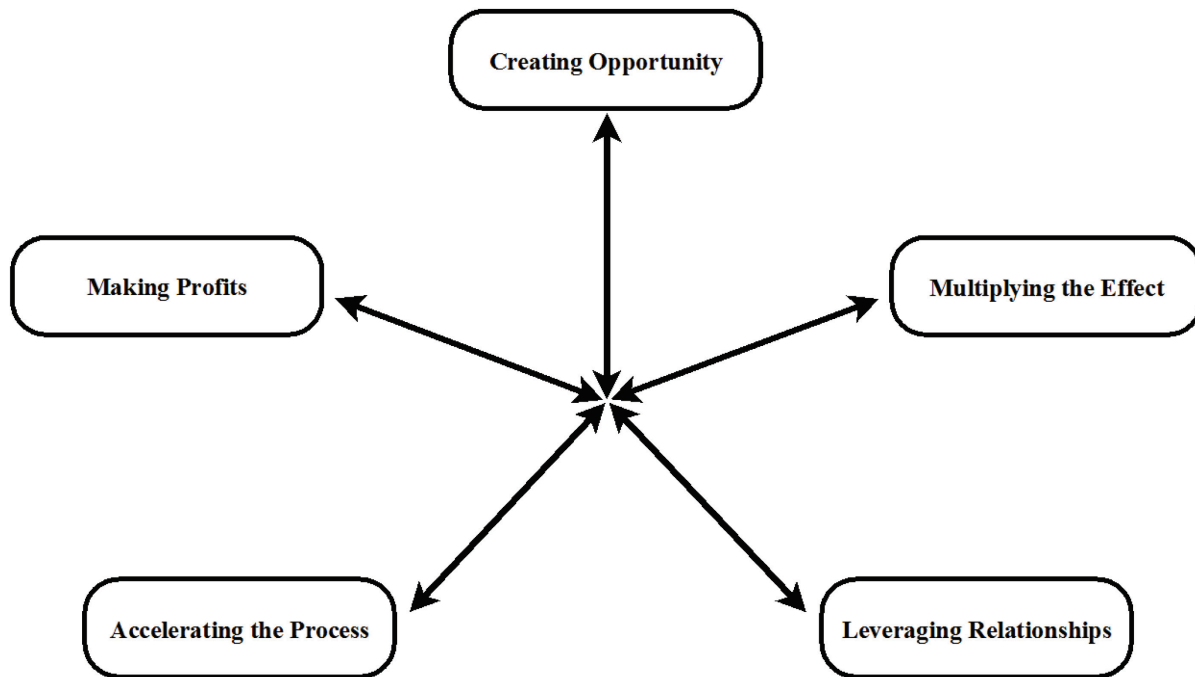 Creating Opportunity
Making Profits
Multiplying the Effect
Accelerating the Process
Leveraging Relationships